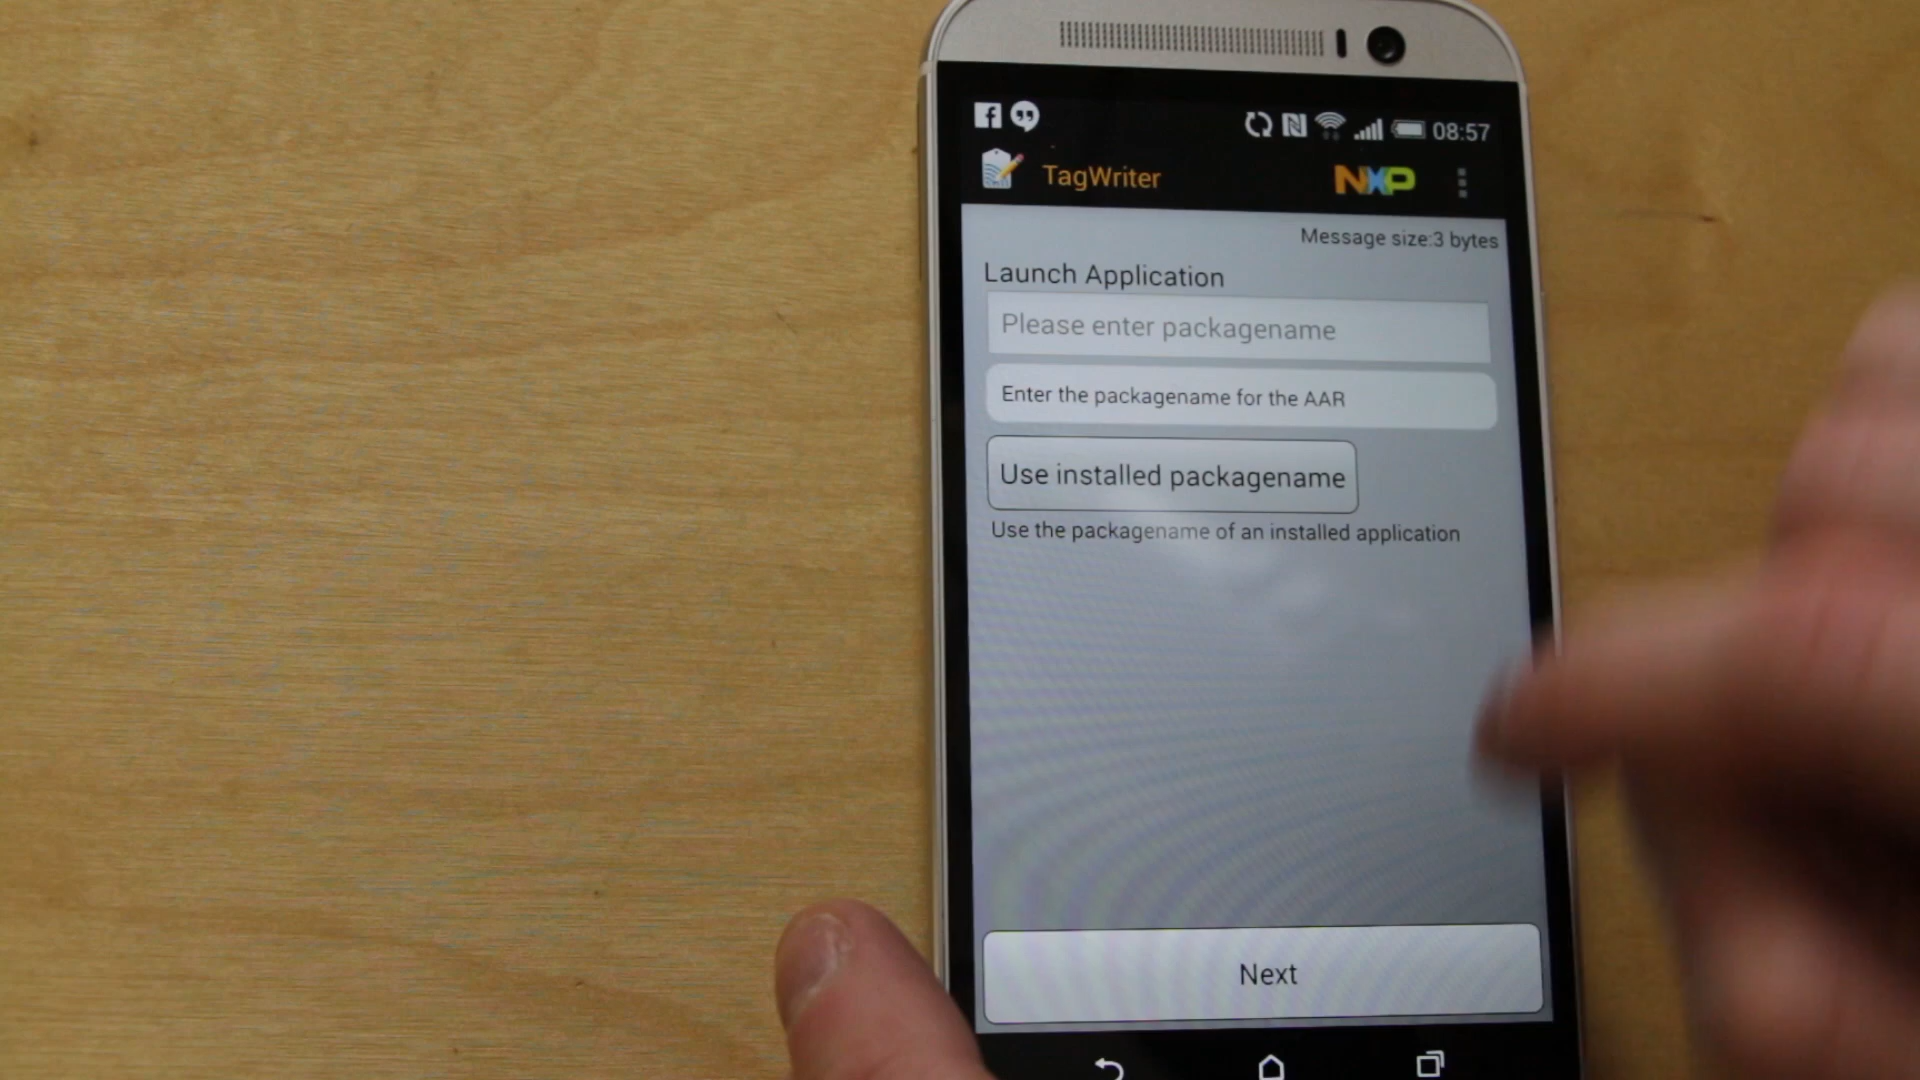 08:57
TagWriter NXP
Message size:3 bytes
Launch Application
Please enter packagename
Enter the packagename for the AAR
Use installed packagename
Use the packagename of an installed application
Next